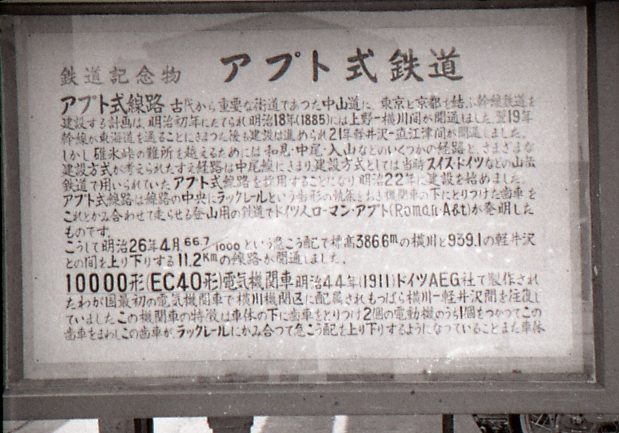 鉄道記念物 アプト式鉄道
アプト式線路 古代から重要な街道であつた中山道に、東京と京都を結ぶ幹線鉄道を
建設する計画は、明治初年にたてられ明治18年(1885)には上野ー横川間が開通しました 翌19年
幹線が東海道を通ることにきまつた後も建設は進められ21年軽井沢ー直江津間が開通しました。
しかし碓氷峠の難所を越えるためには 和見・中尾・入山などのいくつかの経路と、さまざまな
建設方式が考えられたすえ経路は中尾線にきまり、建設方式としては当時スイス・ドイツなどの山岳
鉄道で用いられていたアプト式線路を採用することになり 明治22年に建設を始めました。
アプト式線路は線路の中央にラックレールという歯形の軌条をおき機関車の下にとりつけた歯車を
これとかみ合わせて走らせる登山用の鉄道でドイツ人ローマン・アプト(Roman・Abt)が発明した
ものです。
こうして明治26年4月 66.7/1000 という急こう配で標高386.6mの横川と939.1の軽井沢
との間を上り下りする11.2Kmの線路が開通しました。
10000形(EC40形)電気機関車 明治44年(1911)ドイツAEG社で製作され
たわが国最初の電気機関車で横川機関区に配属されもつぱら横川ー軽井沢間を往復し
ていました この機関車の特徴は車体の下に歯車をとりつけ2個の電動機のうち1個をつかつてこの
歯車をまわしこの歯車がラックレールにかみ合つて急こう配を上り下りするようになつていることまた車体